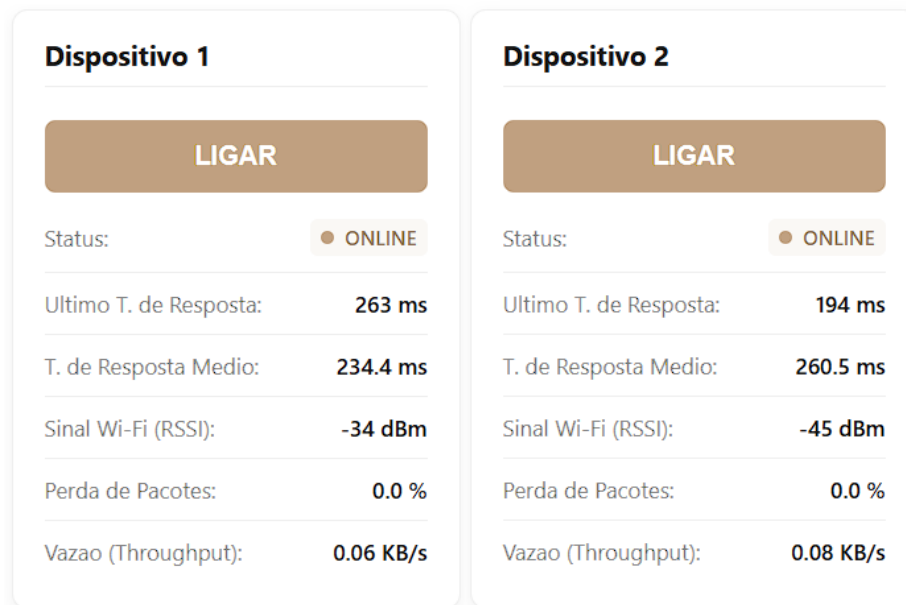 Dispositivo 1
LIGAR
Status: ONLINE
Ultimo T. de Resposta: 263 ms
T. de Resposta Medio: 234.4 ms
Sinal Wi-Fi (RSSI): -34 dBm
Perda de Pacotes: 0.0 %
Vazao (Throughput): 0.06 KB/s
Dispositivo 2
LIGAR
Status: ONLINE
Ultimo T. de Resposta: 194 ms
T. de Resposta Medio: 260.5 ms
Sinal Wi-Fi (RSSI): -45 dBm
Perda de Pacotes: 0.0 %
Vazao (Throughput): 0.08 KB/s